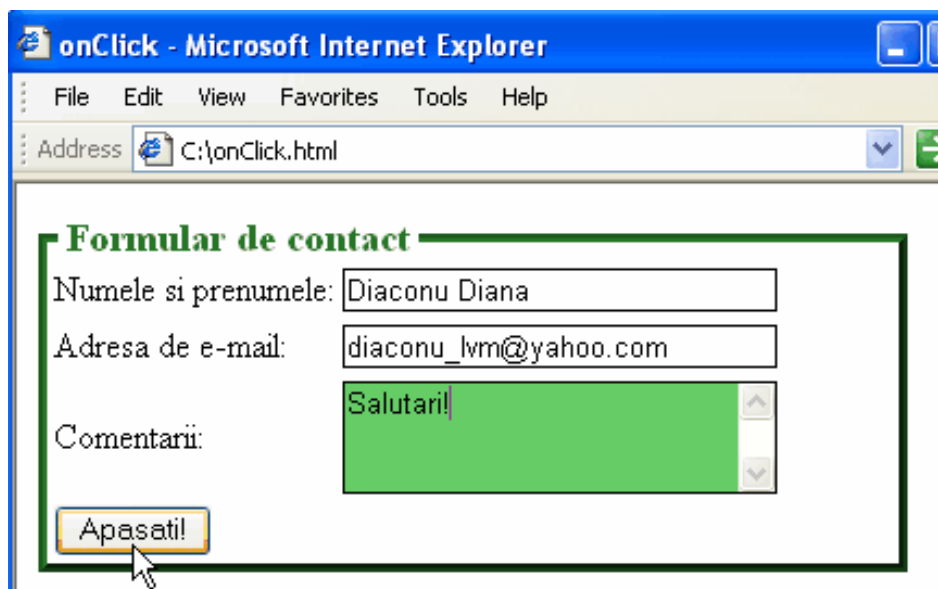 onClick - Microsoft Internet Explorer
File Edit View Favorites Tools Help
Address C:\onClick.html
Formular de contact
Numele si prenumele: Diaconu Diana
Adresa de e-mail: diaconu_lvm@yahoo.com
Salutari!
Comentarii:
Apasati!